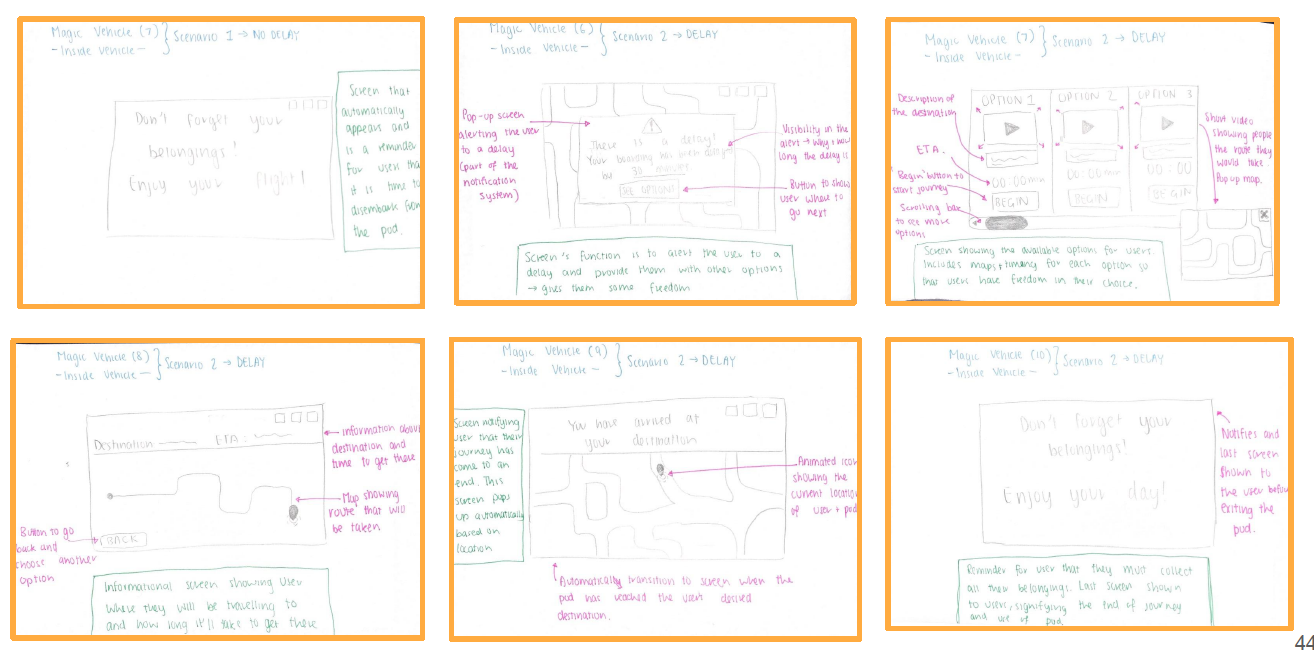 Magic Vehicle (7) } Scenario 1 → NO DELAY
- Inside Vehicle -
Don't forget your
belongings!
Enjoy your flight!
Screen that
automatically
appears and
is a reminder
for user tha
it is time to
disembark from
the pod.
Magic Vehicle (6) } Scenario 2 → DELAY
- Inside Vehicle -
Pop-up screen
alerting the user
to a delay
(part of the
notification
system)
There is a delay!
Your boarding has been delay
by 30 minutes
SEE OPTIONS
Visibility in the
alert → why & how
long the delay is
Button to show
user where to
go next
Screen's function is to alert the user to a
delay and provide them with other options
→ gives them some freedom
Magic Vehicle (7) } Scenario 2 → DELAY
- Inside Vehicle -
Description of
the destination
ETA.
'Begin' button to
start journey
Scrolling bar
to see more
options
OPTION 1
00:00min
BEGIN
OPTION 2
00:00min
BEGIN
OPTION 3
00:00
BEGIN
Short video
showing people
the route they
would take
Pop up map.
Screen showing the available options for users.
Includes maps + timing for each option so
that users have freedom in their choice.
Magic Vehicle (8) } Scenario 2 → DELAY
- Inside Vehicle -
Destination
ETA:
BACK
Button to go
back and
choose another
option
information abou
destination and
time to get there
Map showing
route that will
be taken
Informational screen showing user
where they will be travelling to
and how long it'll take to get there
Magic Vehicle (9) } Scenario 2 → DELAY
- Inside Vehicle -
Screen notifying
user that their
journey has
come to an
end. This
screen pops
up automatically
based on
location
You have arrived at
your destination
Animated icon
showing the
current location
of user + pod
Automatically transition to screen when the
pod has reached the users desired
destination.
Magic Vehicle (10) } Scenario 2 → DELAY
- Inside Vehicle -
Don't forget your
belongings!
Enjoy your day!
Notifies and
last screen
shown to
the user before
exiting the
pod.
Reminder for user that they must collect
all their belongings. Last screen shown
to users, signifying the end of journey
and use of pod.
44